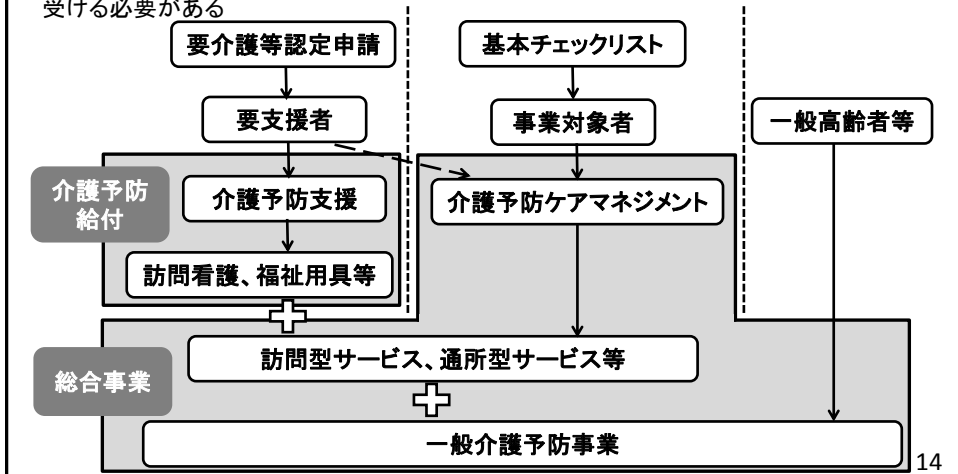 受ける必要がある
要介護等認定申請
基本チェックリスト
要支援者
事業対象者
一般高齢者等
介護予防
給付
介護予防支援
介護予防ケアマネジメント
訪問看護、福祉用具等
訪問型サービス、通所型サービス等
総合事業
一般介護予防事業
14